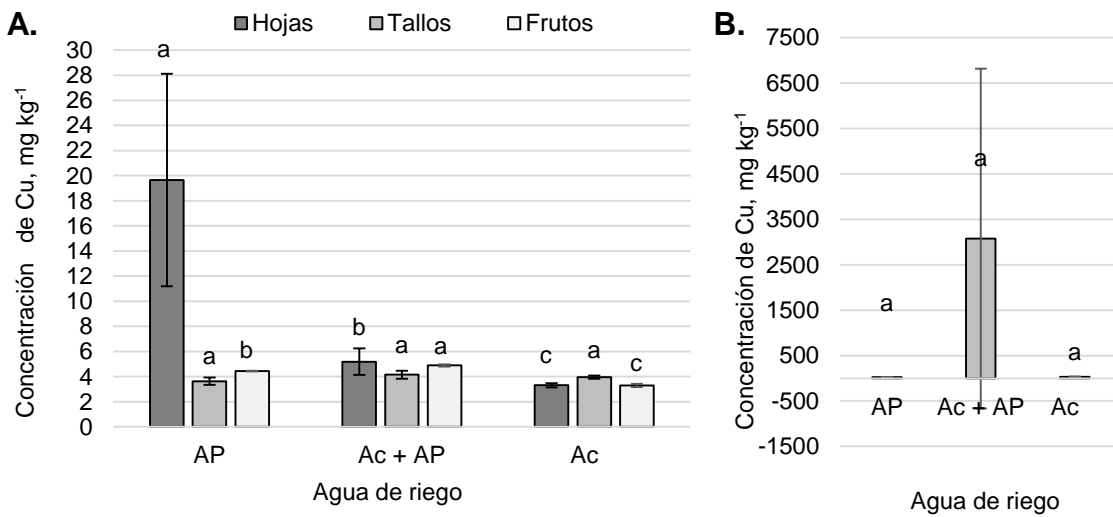 A.
Hojas Tallos Frutos
Concentración de Cu, mg kg-1
30
28
26
24
22
20
18
16
14
12
10
8
6
4
2
0
a
a
b
b
a
a
c
a
c
AP
Ac + AP
Ac
Agua de riego
B.
Concentración de Cu, mg kg-1
7500
6500
5500
4500
3500
2500
1500
500
-500
-1500
a
a
a
AP
Ac + AP
Ac
Agua de riego